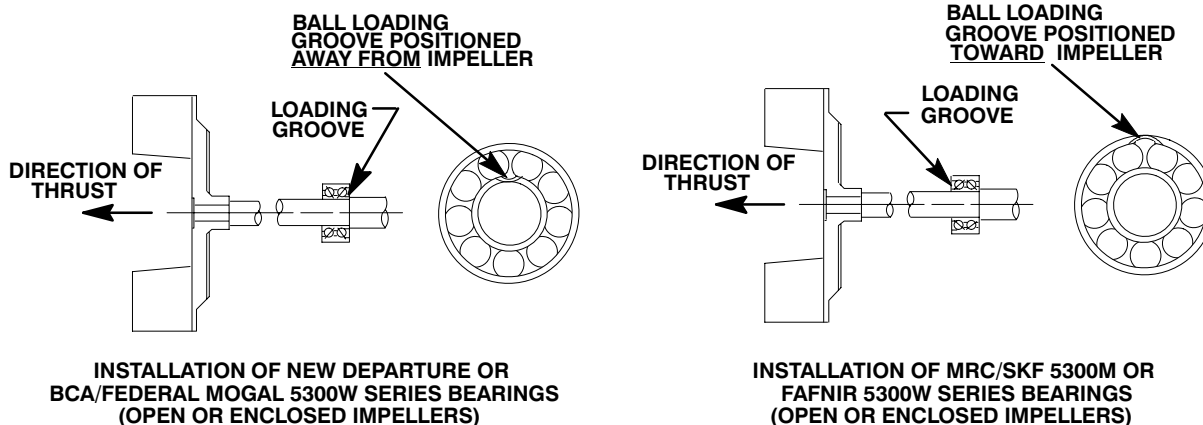 BALL LOADING
GROOVE POSITIONED
AWAY FROM IMPELLER
LOADING
GROOVE
DIRECTION OF
THRUST
INSTALLATION OF NEW DEPARTURE OR
BCA/FEDERAL MOGAL 5300W SERIES BEARINGS
(OPEN OR ENCLOSED IMPELLERS)
BALL LOADING
GROOVE POSITIONED
TOWARD IMPELLER
LOADING
GROOVE
DIRECTION OF
THRUST
INSTALLATION OF MRC/SKF 5300M OR
FAFNIR 5300W SERIES BEARINGS
(OPEN OR ENCLOSED IMPELLERS)